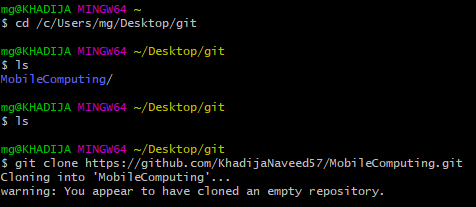 mg@KHADIJA MINGW64 ~
$ cd /c/Users/mg/Desktop/git
mg@KHADIJA MINGW64 ~/Desktop/git
$ ls
MobileComputing/
mg@KHADIJA MINGW64 ~/Desktop/git
$ ls
mg@KHADIJA MINGW64 ~/Desktop/git
$ git clone https://github.com/KhadijaNaveed57/MobileComputing.git
Cloning into 'MobileComputing'...
warning: You appear to have cloned an empty repository.